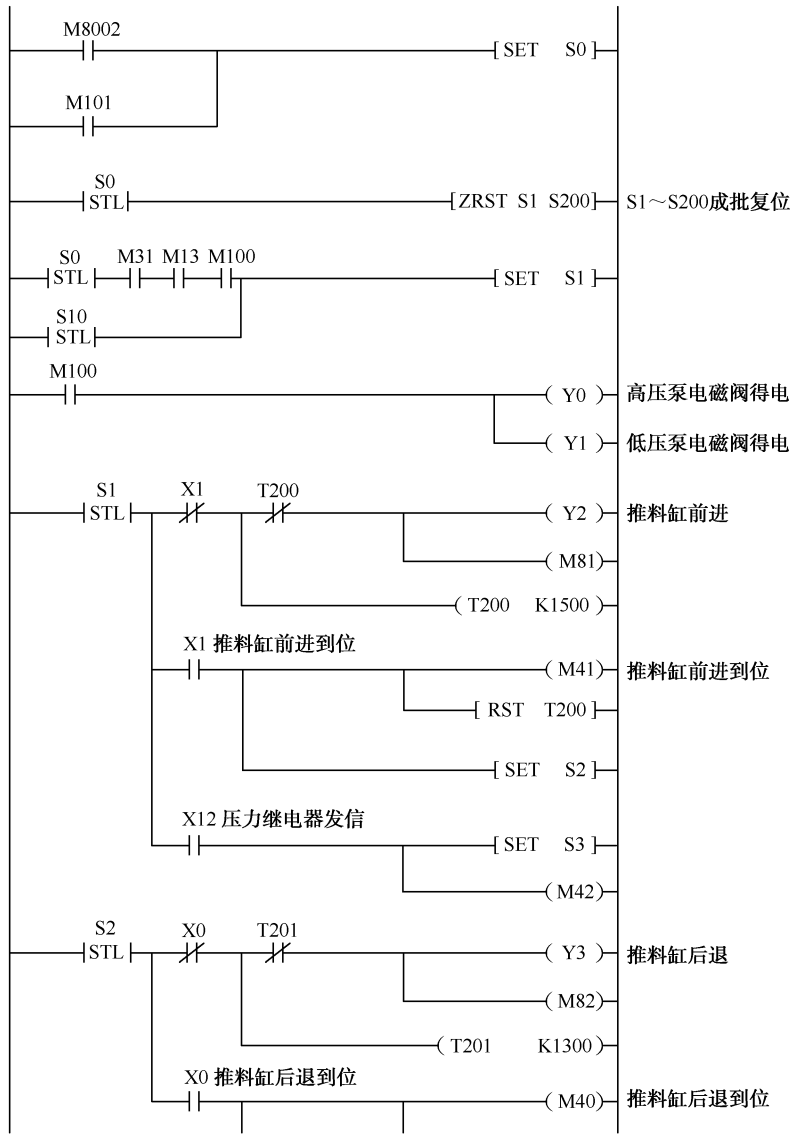 M8002
[ SET S0 ]
M101
S0
STL
[ZRST S1 S200] S1～S200成批复位
S0 M31 M13 M100
STL
[ SET S1 ]
S10
STL
M100
( Y0 ) 高压泵电磁阀得电
( Y1 ) 低压泵电磁阀得电
S1 X1 T200
STL
( Y2 ) 推料缸前进
( M81)
( T200 K1500 )
X1 推料缸前进到位
( M41) 推料缸前进到位
[ RST T200 ]
[ SET S2 ]
X12 压力继电器发信
[ SET S3 ]
( M42)
S2 X0 T201
STL
( Y3 ) 推料缸后退
( M82)
( T201 K1300 )
X0 推料缸后退到位
( M40) 推料缸后退到位